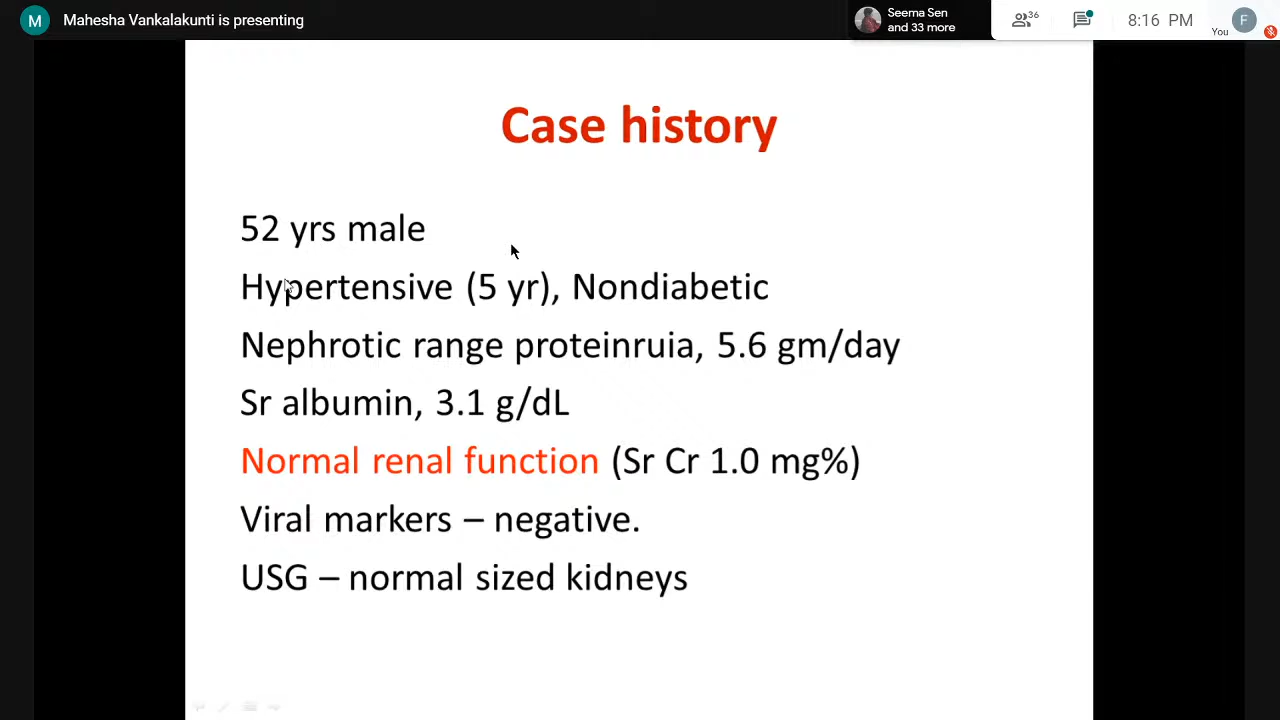 M Mahesha Vankalakunti is presenting
Seema Sen
and 33 more
36
8:16 PM
You
F
Case history
52 yrs male
Hypertensive (5 yr), Nondiabetic
Nephrotic range proteinruia, 5.6 gm/day
Sr albumin, 3.1 g/dL
Normal renal function (Sr Cr 1.0 mg%)
Viral markers – negative.
USG – normal sized kidneys